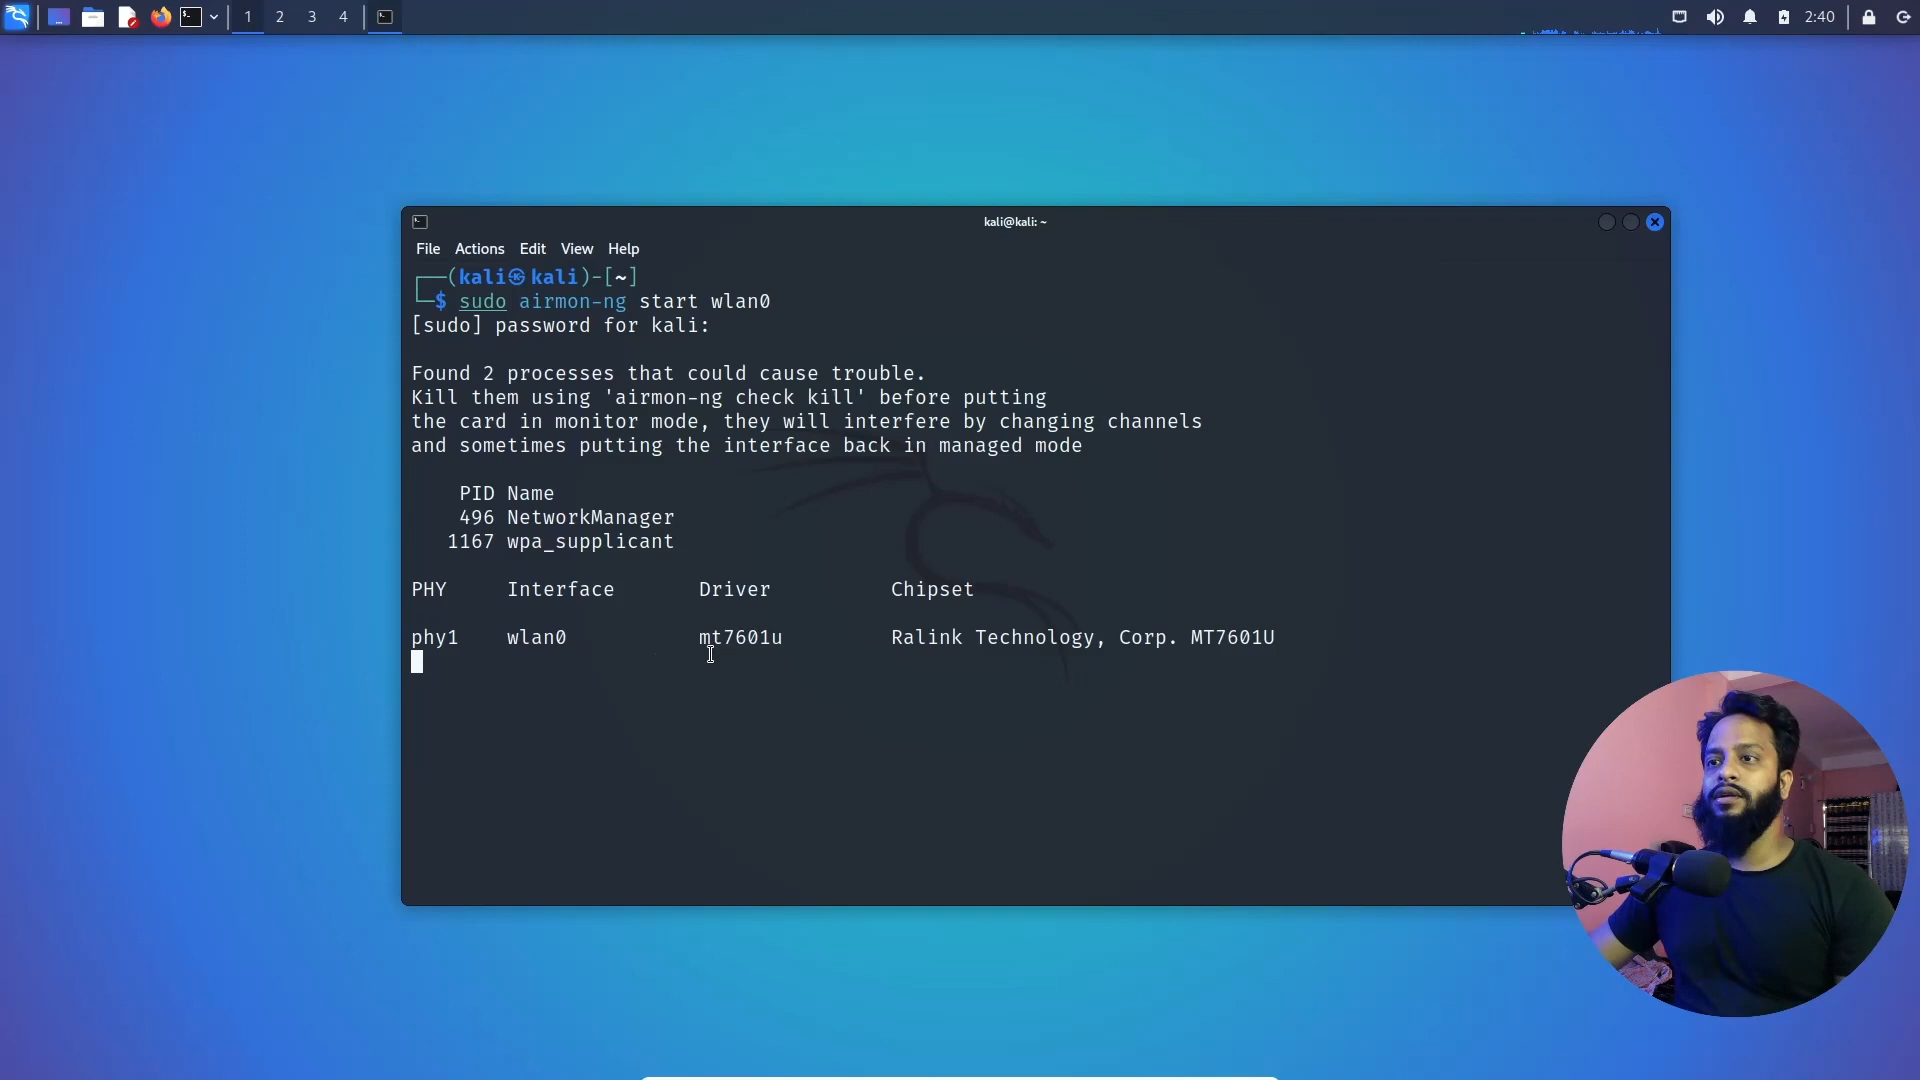 1 2 3 4 2:40
kali@kali: ~
File Actions Edit View Help
┌──(kali㉿kali)-[~]
└─$ sudo airmon-ng start wlan0
[sudo] password for kali:
Found 2 processes that could cause trouble.
Kill them using 'airmon-ng check kill' before putting
the card in monitor mode, they will interfere by changing channels
and sometimes putting the interface back in managed mode
PID Name
496 NetworkManager
1167 wpa_supplicant
PHY Interface Driver Chipset
phy1 wlan0 mt7601u Ralink Technology, Corp. MT7601U